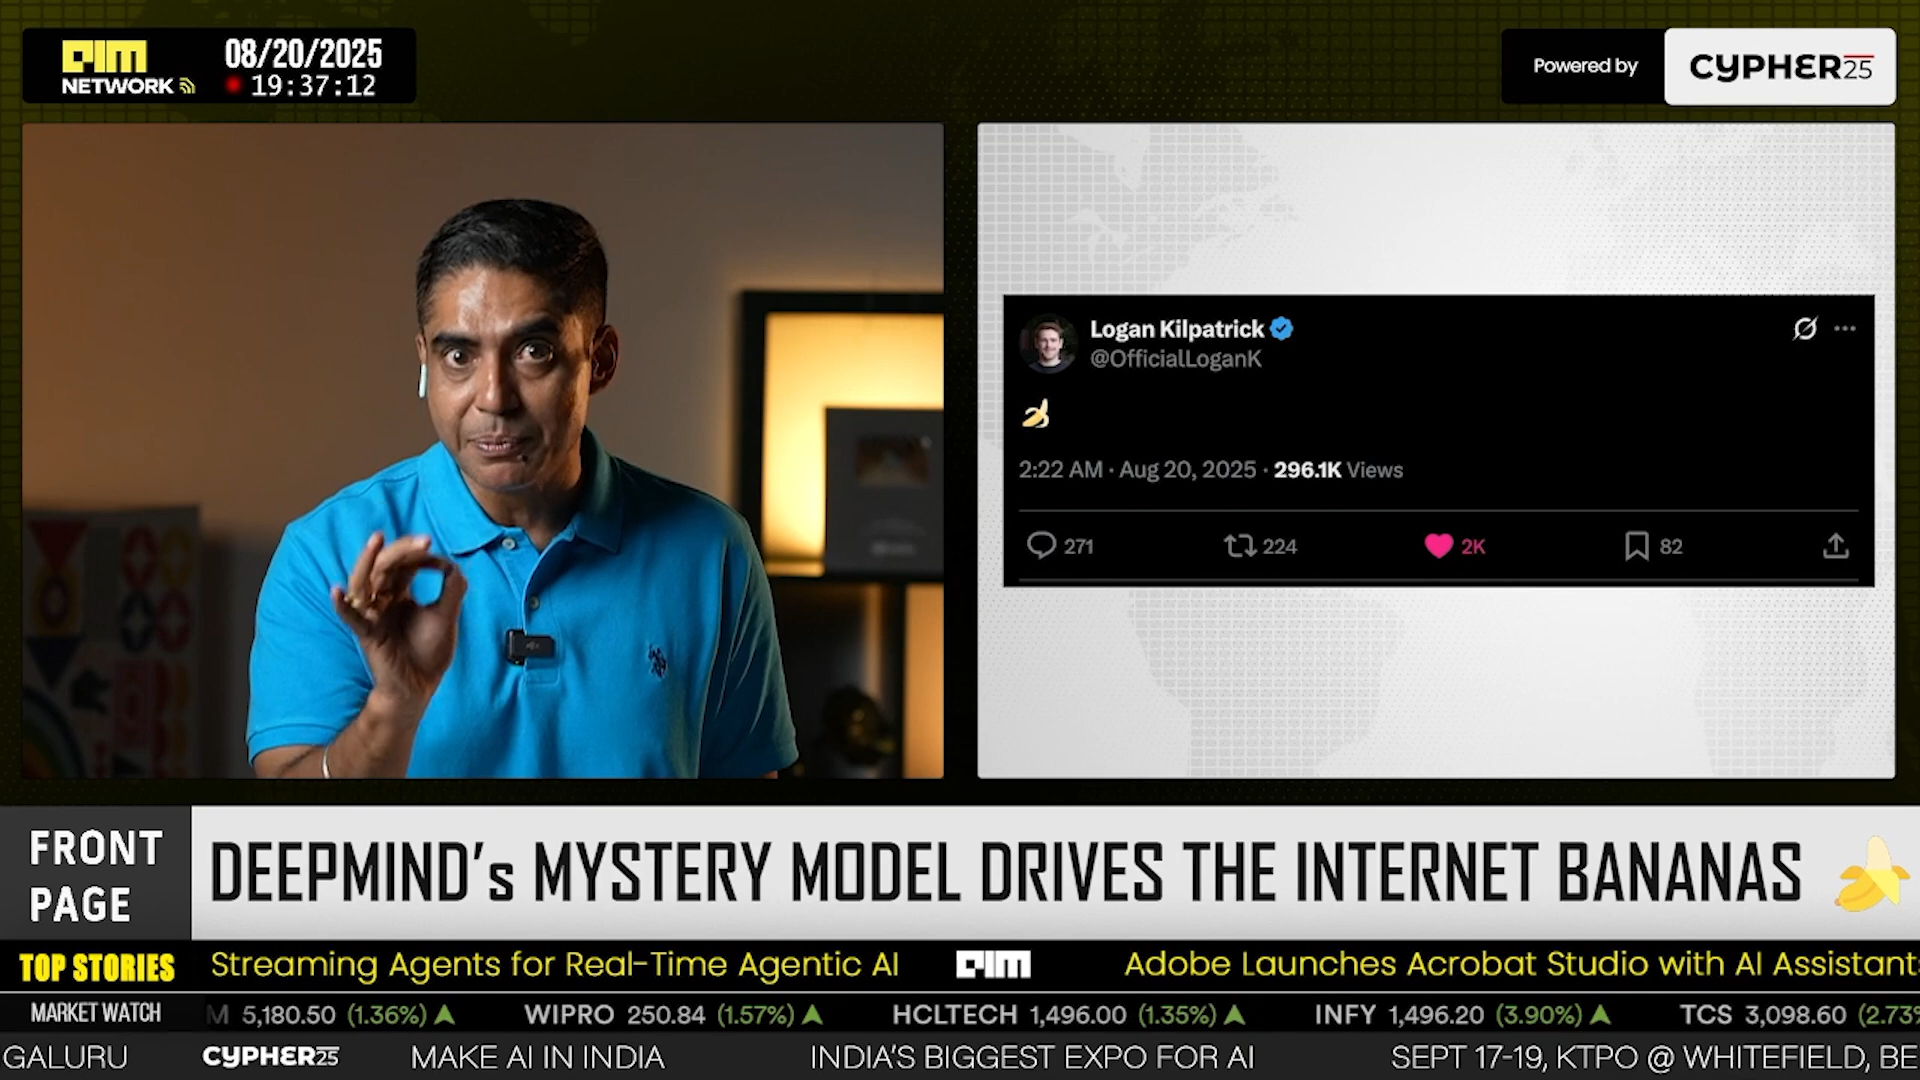 AIM
NETWORK
08/20/2025
19:37:12
Powered by
CYPHER25
Logan Kilpatrick
@OfficialLoganK
🍌
2:22 AM · Aug 20, 2025 · 296.1K Views
271 224 2K 82
FRONT
PAGE
DEEPMIND's MYSTERY MODEL DRIVES THE INTERNET BANANAS 🍌
TOP STORIES Streaming Agents for Real-Time Agentic AI AIM Adobe Launches Acrobat Studio with AI Assistant
MARKET WATCH M 5,180.50 (1.36%) ▲ WIPRO 250.84 (1.57%) ▲ HCLTECH 1,496.00 (1.35%) ▲ INFY 1,496.20 (3.90%) ▲ TCS 3,098.60 (2.73%
GALURU CYPHER25 MAKE AI IN INDIA INDIA'S BIGGEST EXPO FOR AI SEPT 17-19, KTPO @ WHITEFIELD, BE